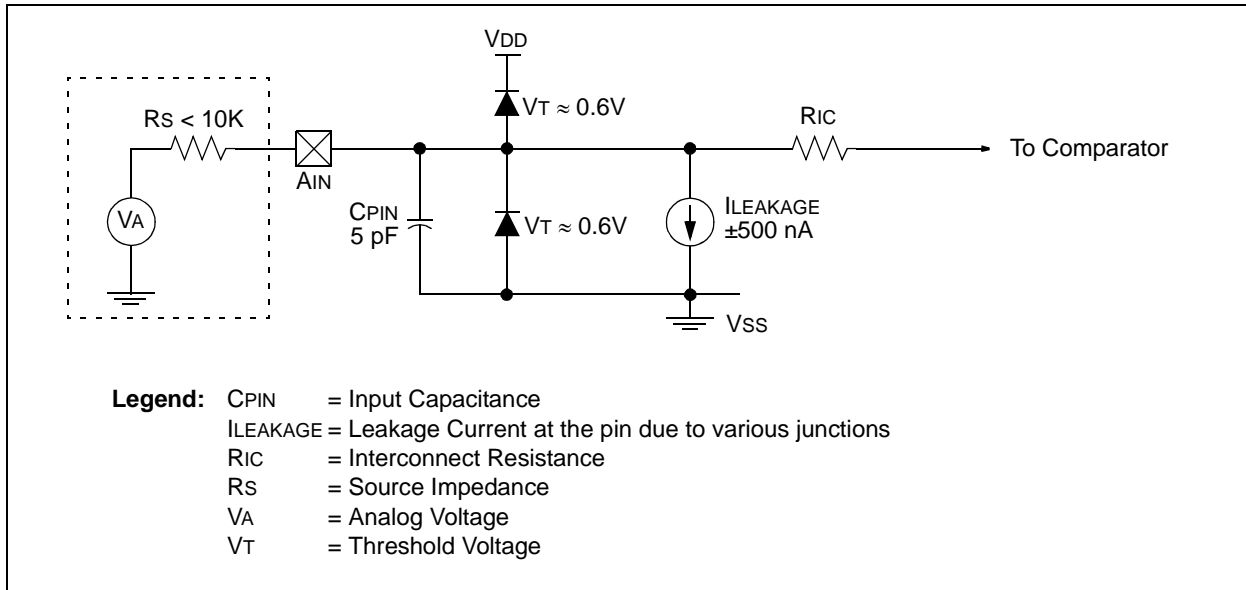 VDD
VT ≈ 0.6V
RS < 10K
RIC
To Comparator
AIN
CPIN
5 pF
VA
VT ≈ 0.6V
ILEAKAGE
±500 nA
VSS
Legend: CPIN = Input Capacitance
ILEAKAGE = Leakage Current at the pin due to various junctions
RIC = Interconnect Resistance
RS = Source Impedance
VA = Analog Voltage
VT = Threshold Voltage